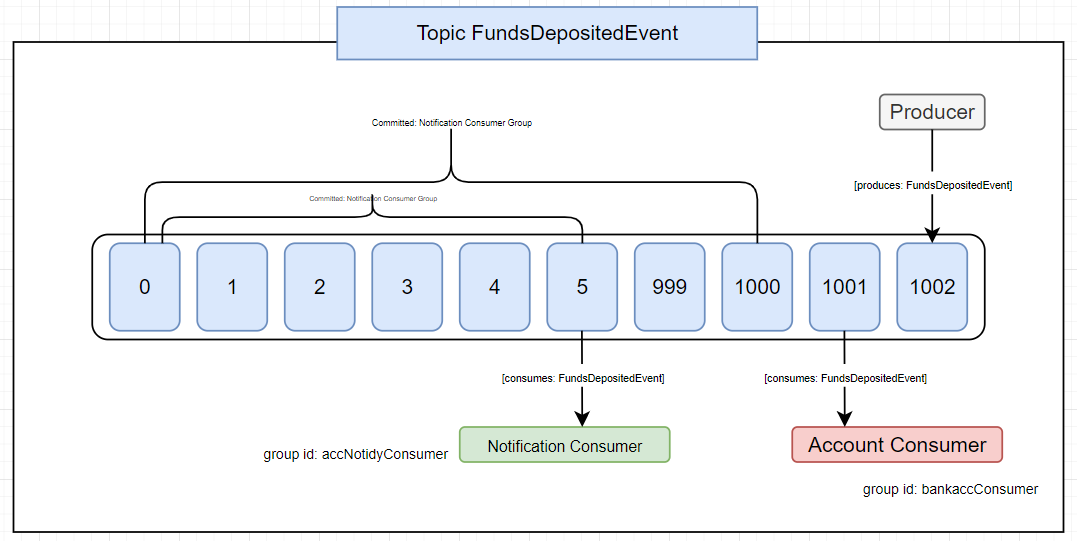 Topic FundsDepositedEvent
Producer
Committed: Notification Consumer Group
[produces: FundsDepositedEvent]
Committed: Notification Consumer Group
0 1 2 3 4 5 999 1000 1001 1002
[consumes: FundsDepositedEvent] [consumes: FundsDepositedEvent]
Notification Consumer Account Consumer
group id: accNotidyConsumer
group id: bankaccConsumer